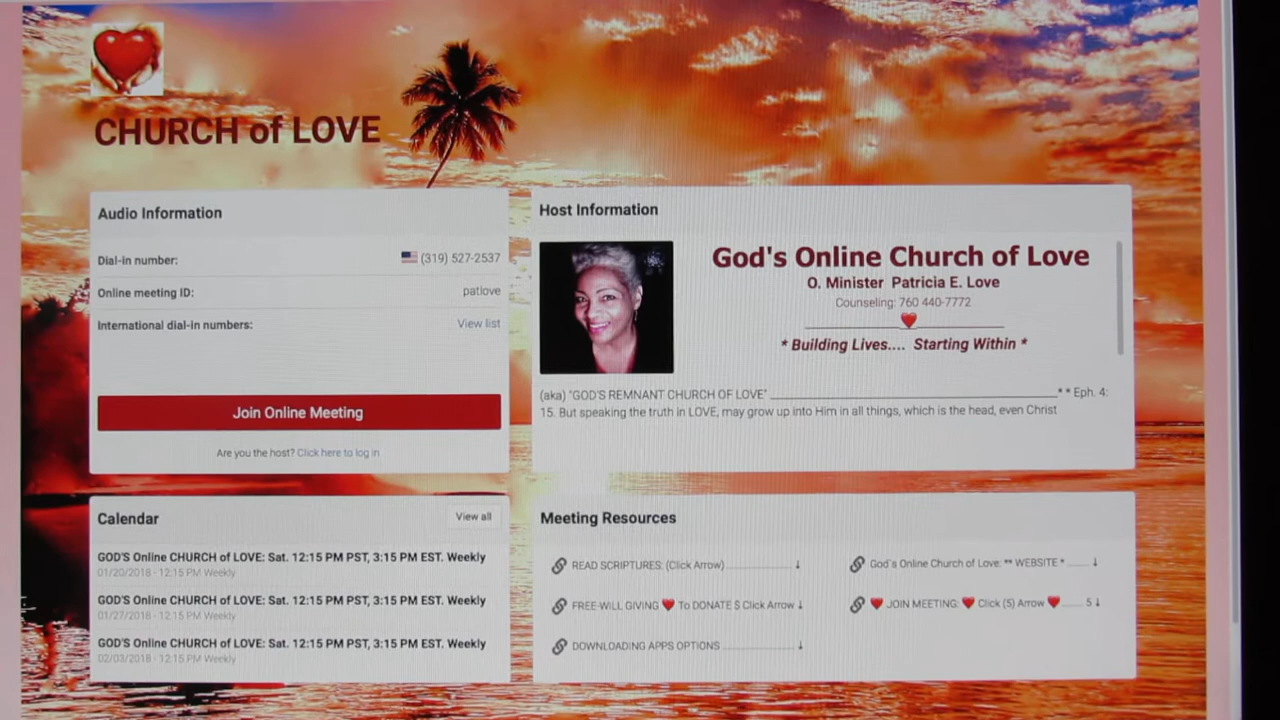 CHURCH of LOVE
Audio Information
Dial-in number: (319) 527-2537
Online meeting ID: patlove
International dial-in numbers: View list
Join Online Meeting
Are you the host? Click here to log in
Host Information
God's Online Church of Love
O. Minister Patricia E. Love
Counseling: 760 440-7772
* Building Lives.... Starting Within *
(aka) "GOD'S REMNANT CHURCH OF LOVE" ** Eph. 4:
15. But speaking the truth in LOVE, may grow up into Him in all things, which is the head, even Christ
Calendar View all
GOD'S Online CHURCH of LOVE: Sat. 12:15 PM PST, 3:15 PM EST. Weekly
01/20/2018 - 12:15 PM Weekly
GOD'S Online CHURCH of LOVE: Sat. 12:15 PM PST, 3:15 PM EST. Weekly
01/27/2018 - 12:15 PM Weekly
GOD'S Online CHURCH of LOVE: Sat. 12:15 PM PST, 3:15 PM EST. Weekly
02/03/2018 - 12:15 PM Weekly
Meeting Resources
READ SCRIPTURES: (Click Arrow) ↓
God's Online Church of Love: ** WEBSITE * ↓
FREE-WILL GIVING ❤ To DONATE $ Click Arrow ↓
❤ JOIN MEETING: ❤ Click (5) Arrow ❤ 5 ↓
DOWNLOADING APPS OPTIONS ↓